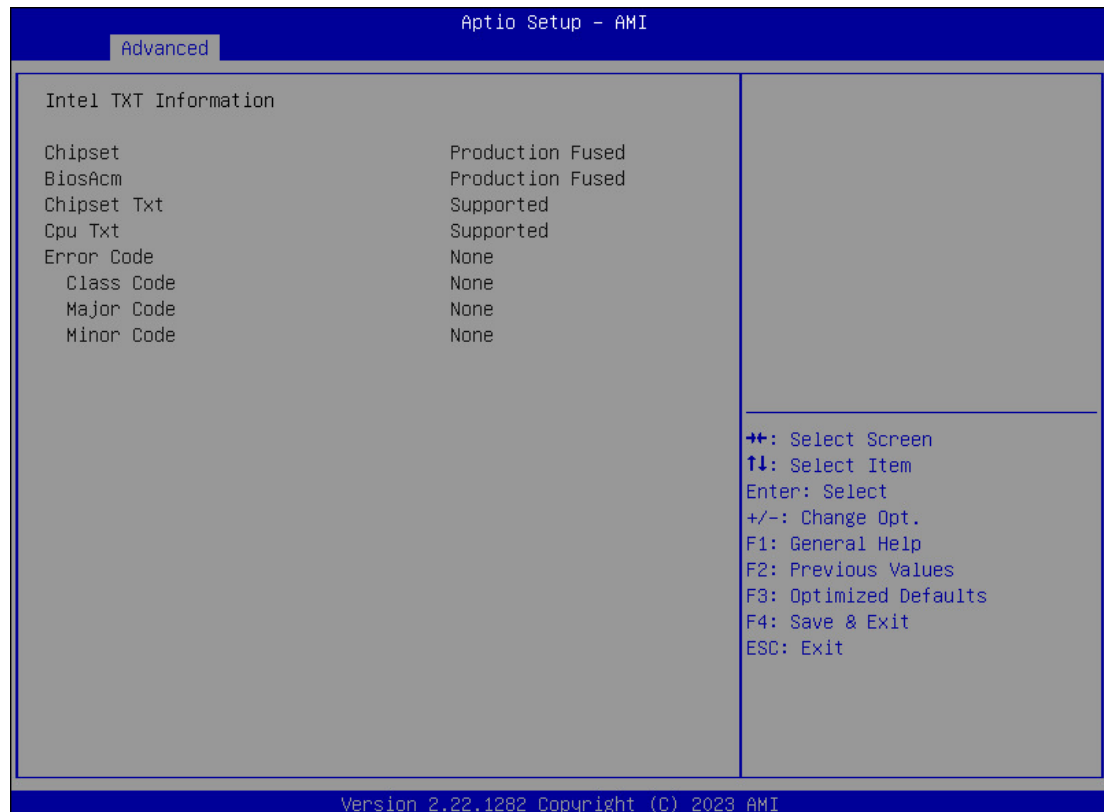 Aptio Setup – AMI
Advanced
Intel TXT Information
Chipset Production Fused
BiosAcm Production Fused
Chipset Txt Supported
Cpu Txt Supported
Error Code None
Class Code None
Major Code None
Minor Code None
→←: Select Screen
↑↓: Select Item
Enter: Select
+/-: Change Opt.
F1: General Help
F2: Previous Values
F3: Optimized Defaults
F4: Save & Exit
ESC: Exit
Version 2.22.1282 Copyright (C) 2023 AMI